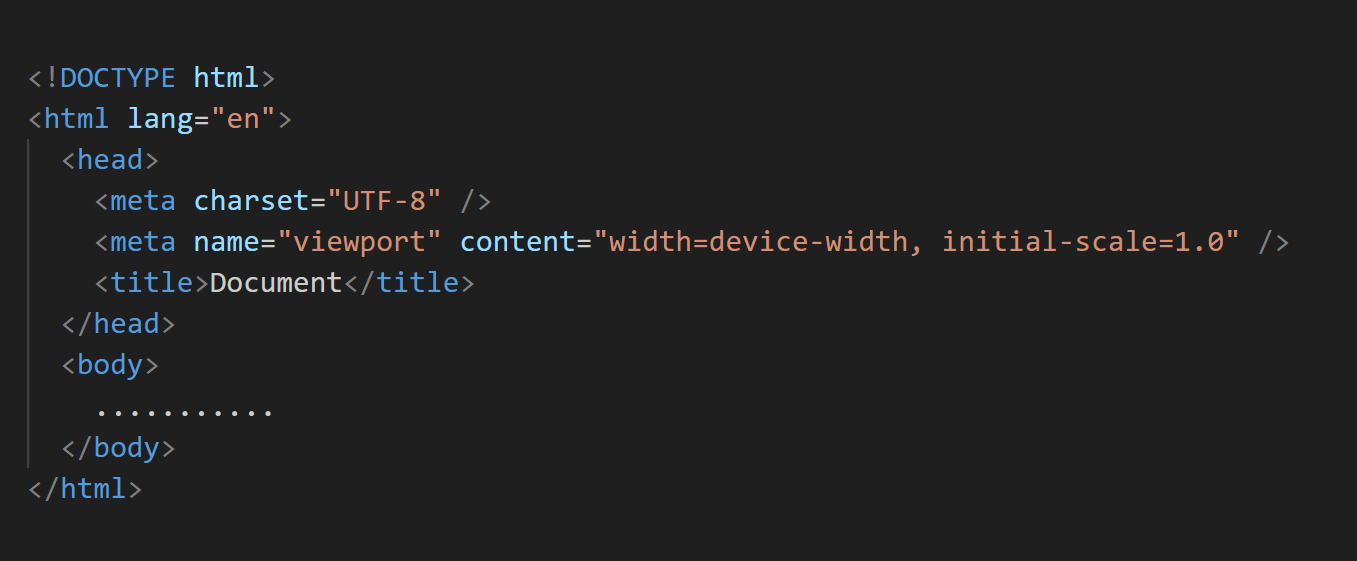 <!DOCTYPE html>
<html lang="en">
<head>
<meta charset="UTF-8" />
<meta name="viewport" content="width=device-width, initial-scale=1.0" />
<title>Document</title>
</head>
<body>
...........
</body>
</html>